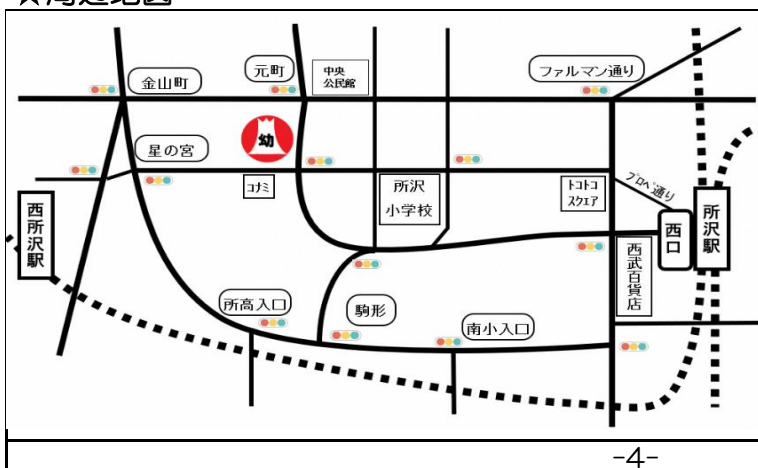 ★周辺地図
元町
中央
公民館
ファルマン通り
金山町
幼
星の宮
コナミ
所沢
小学校
トコトコ
スクエア
プロペ通り
所沢駅
西口
西所沢駅
西武百貨店
所高入口
駒形
南小入口
-4-